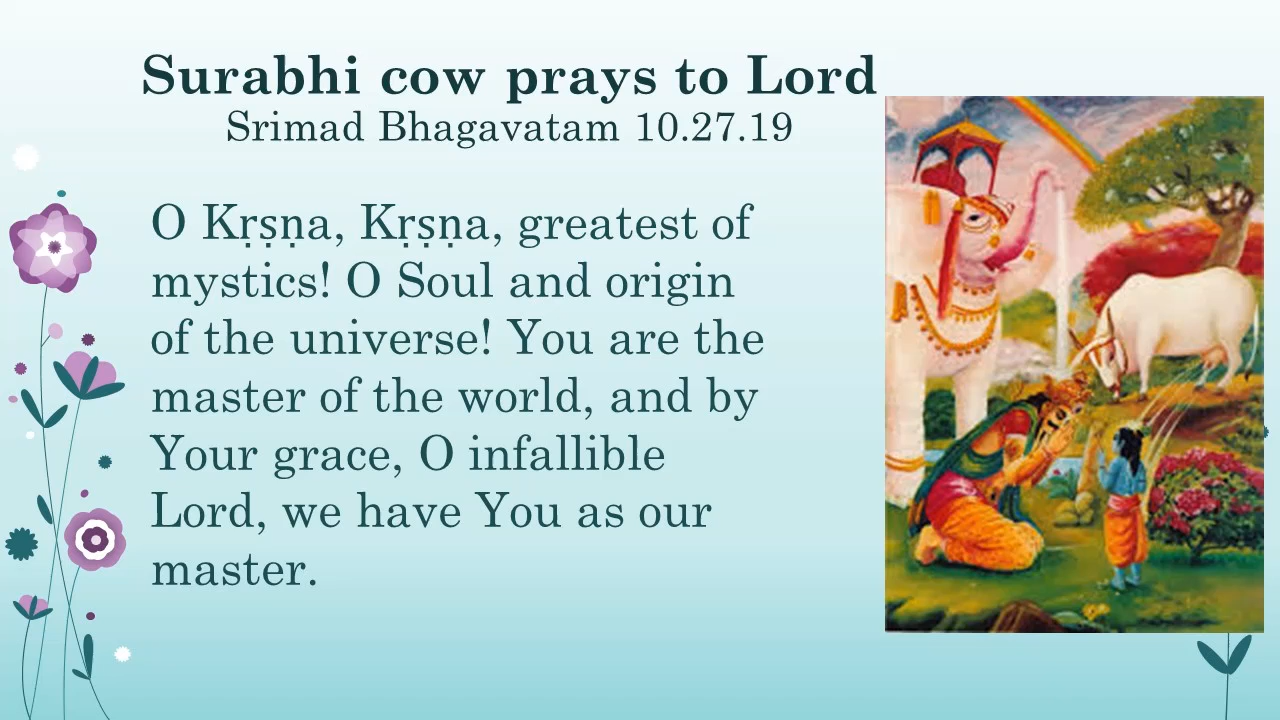 Surabhi cow prays to Lord
Srimad Bhagavatam 10.27.19
O Kṛṣṇa, Kṛṣṇa, greatest of
mystics! O Soul and origin
of the universe! You are the
master of the world, and by
Your grace, O infallible
Lord, we have You as our
master.